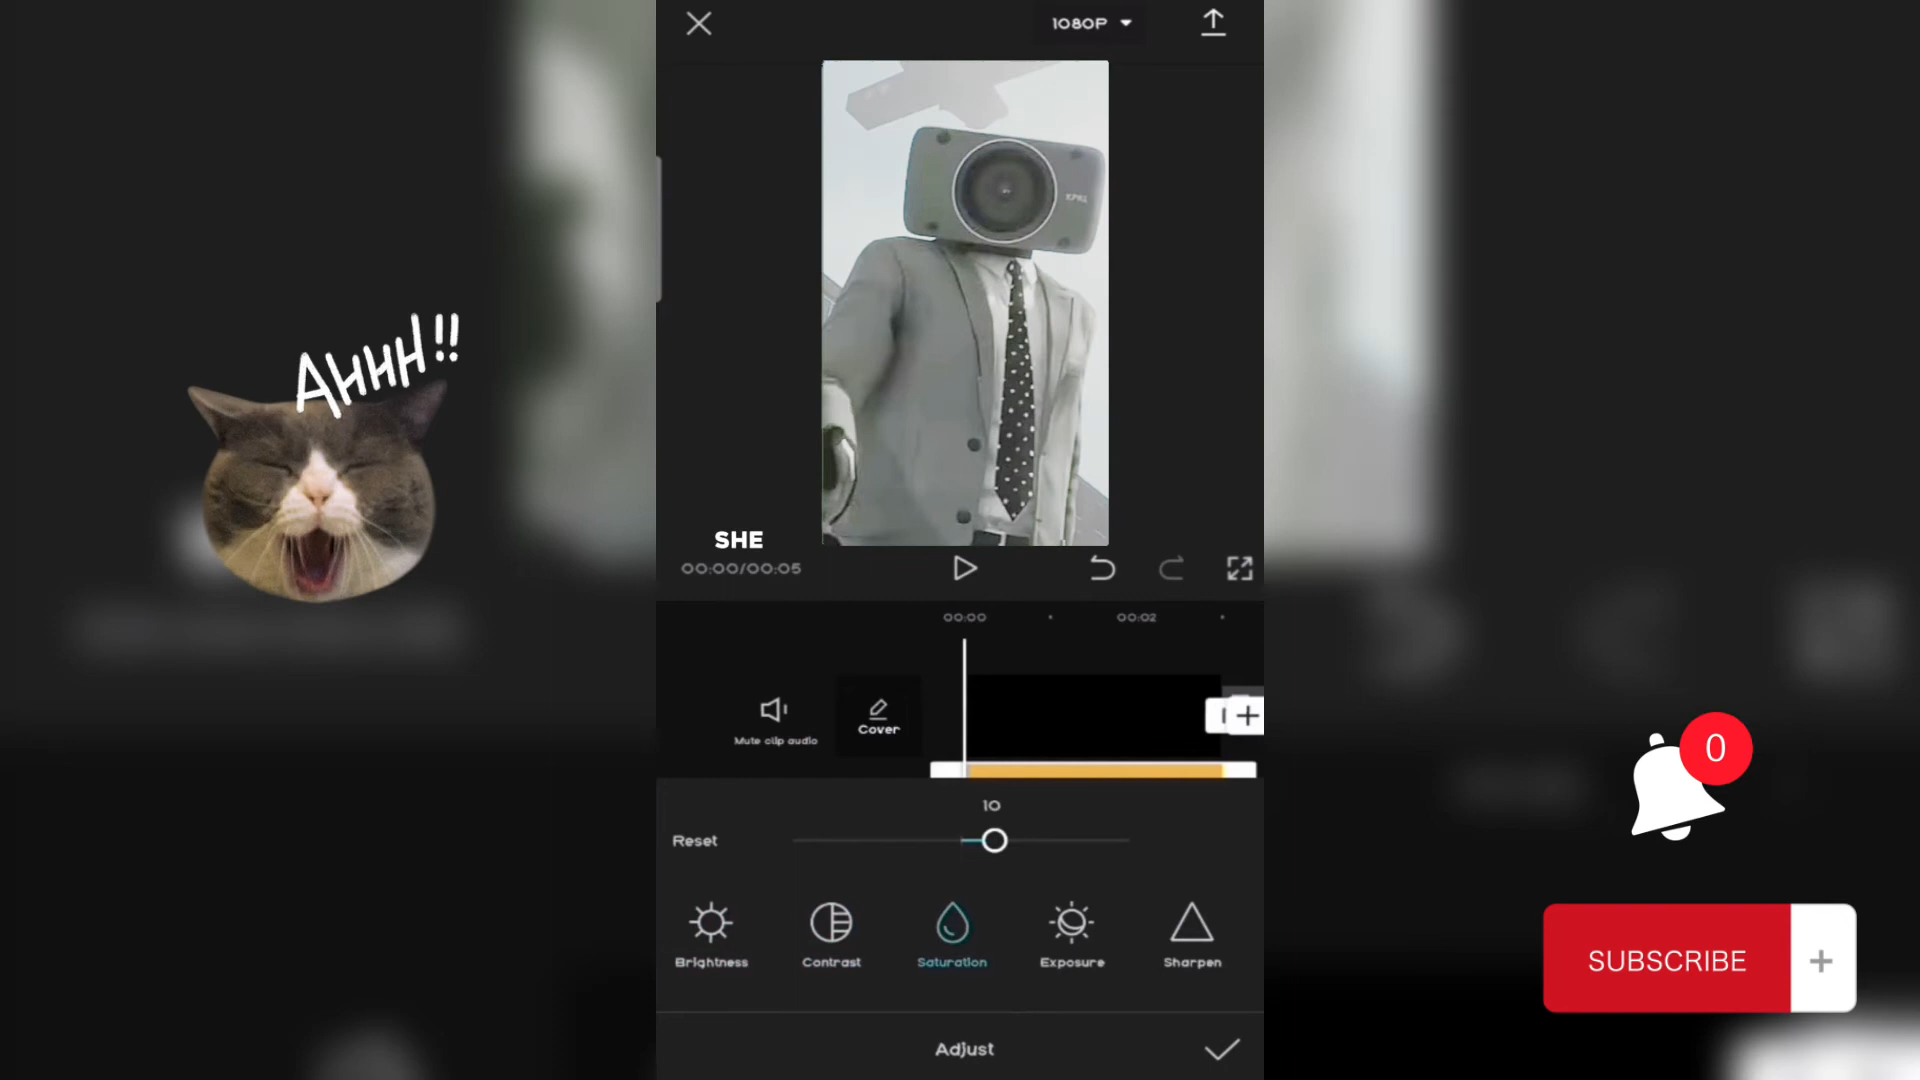 1080P
AHHH!!
SHE
00:00/00:05
00:00
00:02
Mute clip audio
Cover
10
Reset
Brightness
Contrast
Saturation
Exposure
Sharpen
Adjust
0
SUBSCRIBE
+